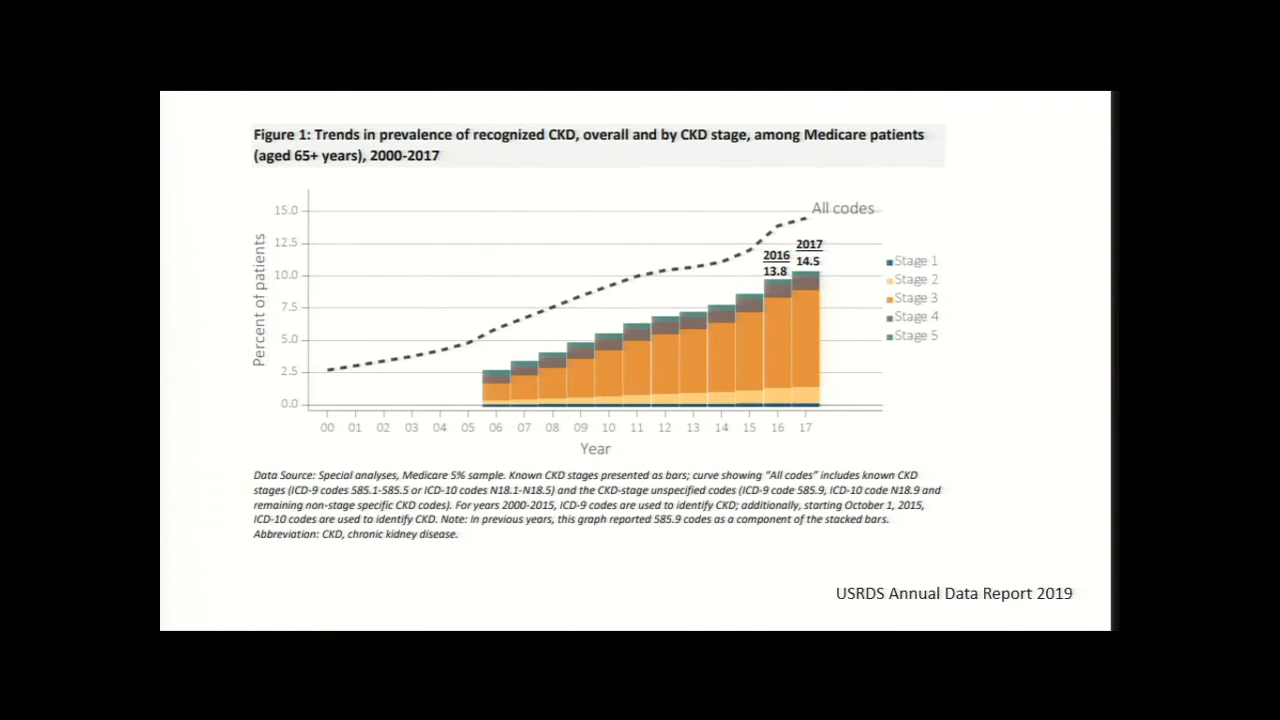 Figure 1: Trends in prevalence of recognized CKD, overall and by CKD stage, among Medicare patients
(aged 65+ years), 2000-2017
Percent of patients
15.0
12.5
10.0
7.5
5.0
2.5
0.0
All codes
2016
13.8
2017
14.5
Stage 1
Stage 2
Stage 3
Stage 4
Stage 5
00 01 02 03 04 05 06 07 08 09 10 11 12 13 14 15 16 17
Year
Data Source: Special analyses, Medicare 5% sample. Known CKD stages presented as bars; curve showing “All codes” includes known CKD
stages (ICD-9 codes 585.1-585.5 or ICD-10 codes N18.1-N18.5) and the CKD-stage unspecified codes (ICD-9 code 585.9, ICD-10 code N18.9 and
remaining non-stage specific CKD codes). For years 2000-2015, ICD-9 codes are used to identify CKD; additionally, starting October 1, 2015,
ICD-10 codes are used to identify CKD. Note: In previous years, this graph reported 585.9 codes as a component of the stacked bars.
Abbreviation: CKD, chronic kidney disease.
USRDS Annual Data Report 2019